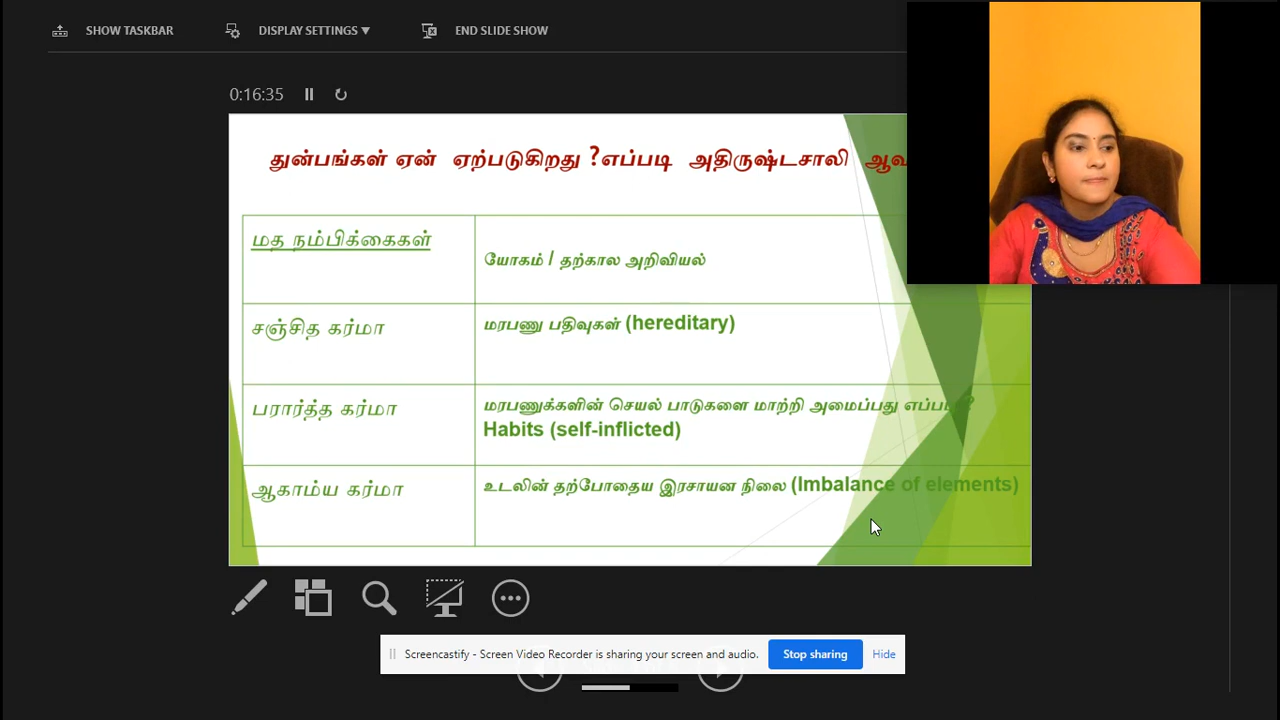 SHOW TASKBAR DISPLAY SETTINGS ▾ END SLIDE SHOW
0:16:35
துன்பங்கள் ஏன் ஏற்படுகிறது ?எப்படி அதிருஷ்டசாலி
மத நம்பிக்கைகள்
யோகம் / தற்கால அறிவியல்
சஞ்சித கர்மா
மரபணு பதிவுகள் (hereditary)
பரார்த்த கர்மா
மரபணுக்களின் செயல் பாடுகளை மாற்றி அமைப்பது
Habits (self-inflicted)
ஆகாம்ய கர்மா
உடலின் தற்போதைய இரசாயன நிலை (Imbalance of elements)
Screencastify - Screen Video Recorder is sharing your screen and audio. Stop sharing Hide